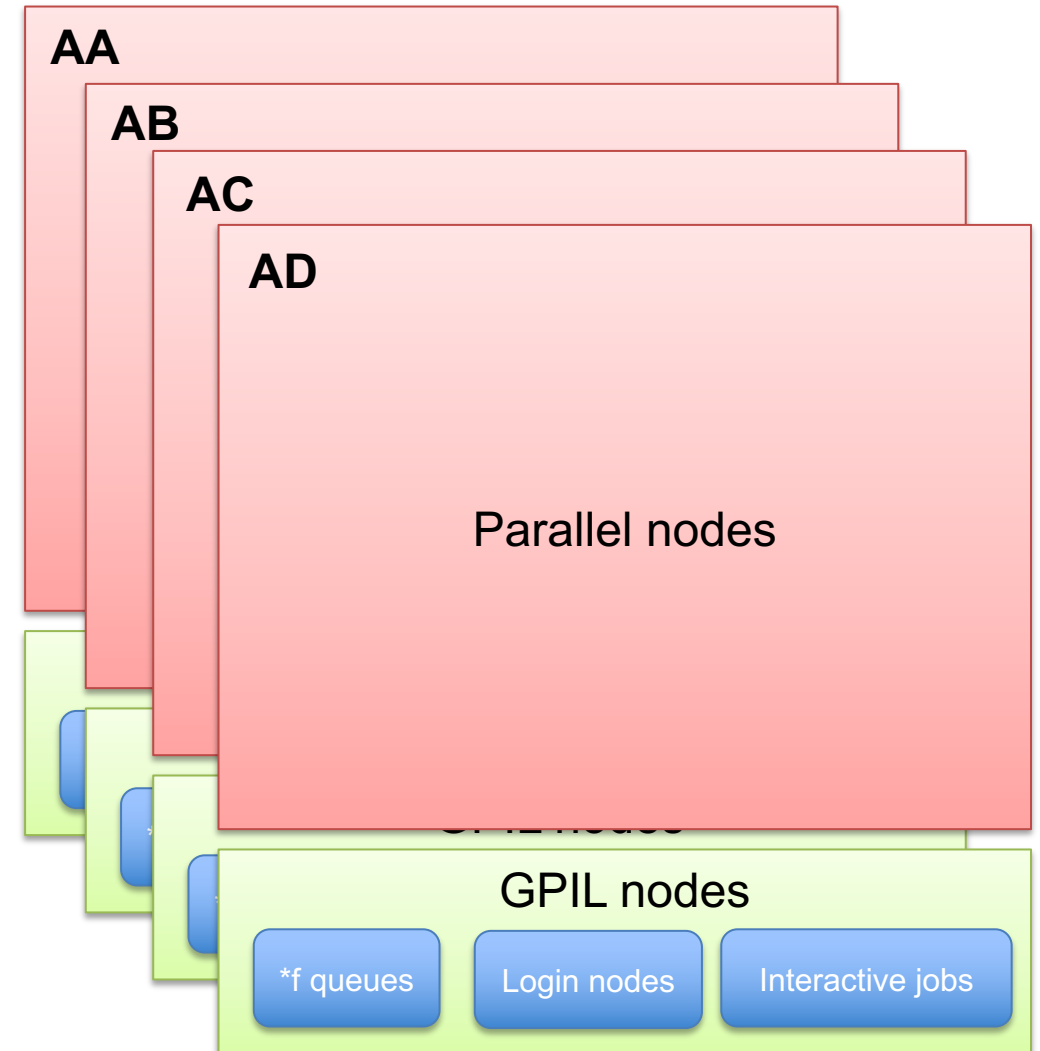 AA
AB
AC
AD
Parallel nodes
GPIL nodes
*f queues
Login nodes
Interactive jobs